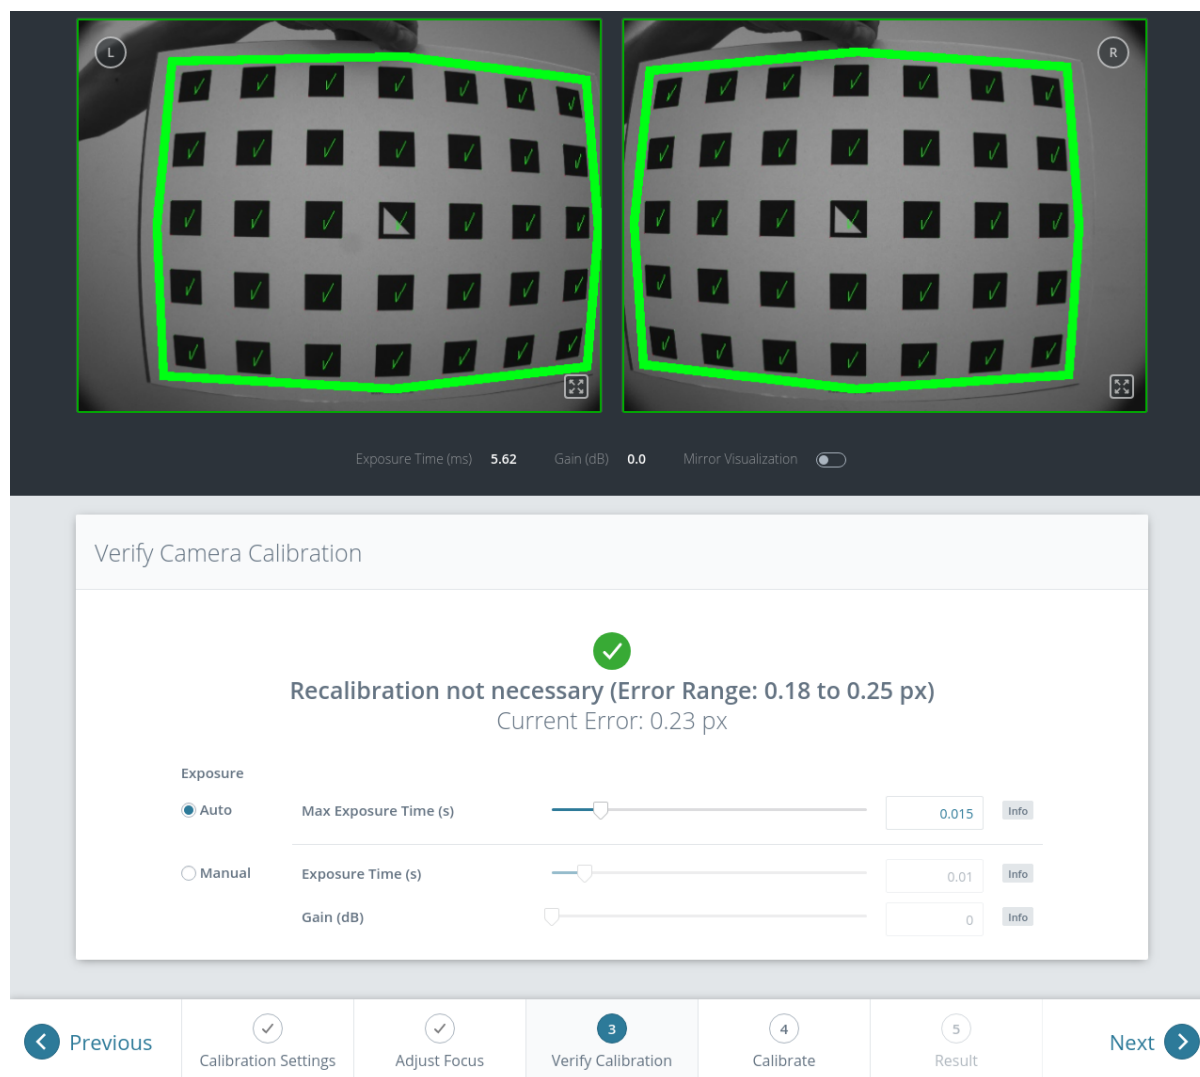 L
R
Exposure Time (ms) 5.62 Gain (dB) 0.0 Mirror Visualization
Verify Camera Calibration
Recalibration not necessary (Error Range: 0.18 to 0.25 px)
Current Error: 0.23 px
Exposure
Auto Max Exposure Time (s) 0.015 Info
Manual Exposure Time (s) 0.01 Info
Gain (dB) 0 Info
Previous
Calibration Settings
Adjust Focus
3
Verify Calibration
4
Calibrate
5
Result
Next